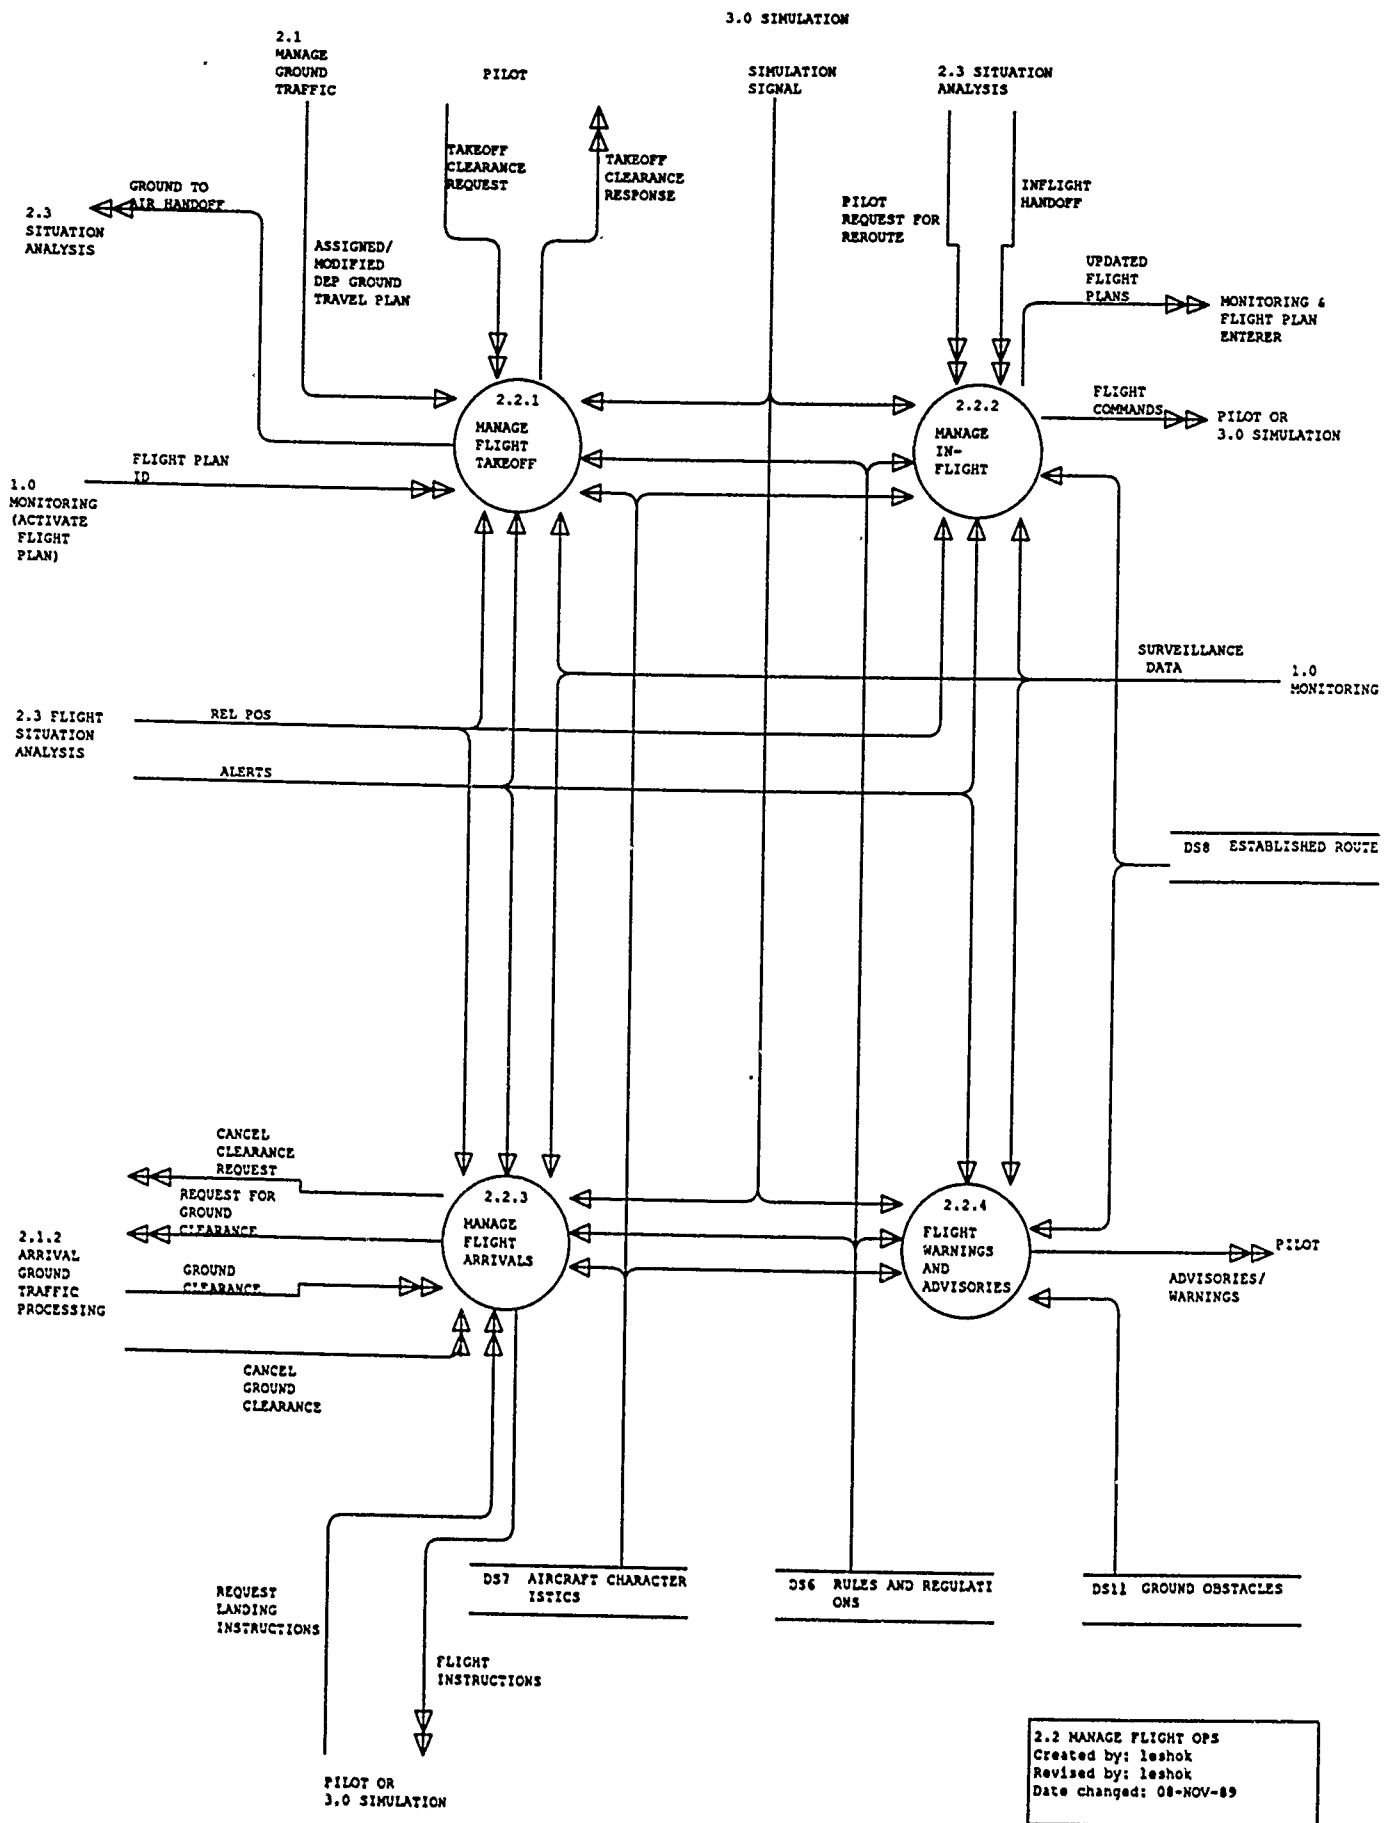 3.0 SIMULATION
2.1
MANAGE
GROUND
TRAFFIC
PILOT
SIMULATION
SIGNAL
2.3 SITUATION
ANALYSIS
TAKEOFF
CLEARANCE
REQUEST
TAKEOFF
CLEARANCE
RESPONSE
GROUND TO
AIR HANDOFF
2.3
SITUATION
ANALYSIS
ASSIGNED/
MODIFIED
DEP GROUND
TRAVEL PLAN
PILOT
REQUEST FOR
REROUTE
INFLIGHT
HANDOFF
UPDATED
FLIGHT
PLANS
MONITORING &
FLIGHT PLAN
ENTERER
2.2.1
MANAGE
FLIGHT
TAKEOFF
2.2.2
MANAGE
IN-
FLIGHT
FLIGHT
COMMANDS
PILOT OR
3.0 SIMULATION
FLIGHT PLAN
ID
1.0
MONITORING
(ACTIVATE
FLIGHT
PLAN)
SURVEILLANCE
DATA
1.0
MONITORING
2.3 FLIGHT
SITUATION
ANALYSIS
REL POS
ALERTS
DS8 ESTABLISHED ROUTE
CANCEL
CLEARANCE
REQUEST
REQUEST FOR
GROUND
CLEARANCE
2.1.2
ARRIVAL
GROUND
TRAFFIC
PROCESSING
GROUND
CLEARANCE
CANCEL
GROUND
CLEARANCE
2.2.3
MANAGE
FLIGHT
ARRIVALS
2.2.4
FLIGHT
WARNINGS
AND
ADVISORIES
PILOT
ADVISORIES/
WARNINGS
DS7 AIRCRAFT CHARACTER
ISTICS
DS6 RULES AND REGULATI
ONS
DS11 GROUND OBSTACLES
REQUEST
LANDING
INSTRUCTIONS
FLIGHT
INSTRUCTIONS
PILOT OR
3.0 SIMULATION
2.2 MANAGE FLIGHT OPS
Created by: leshok
Revised by: leshok
Date changed: 08-NOV-89